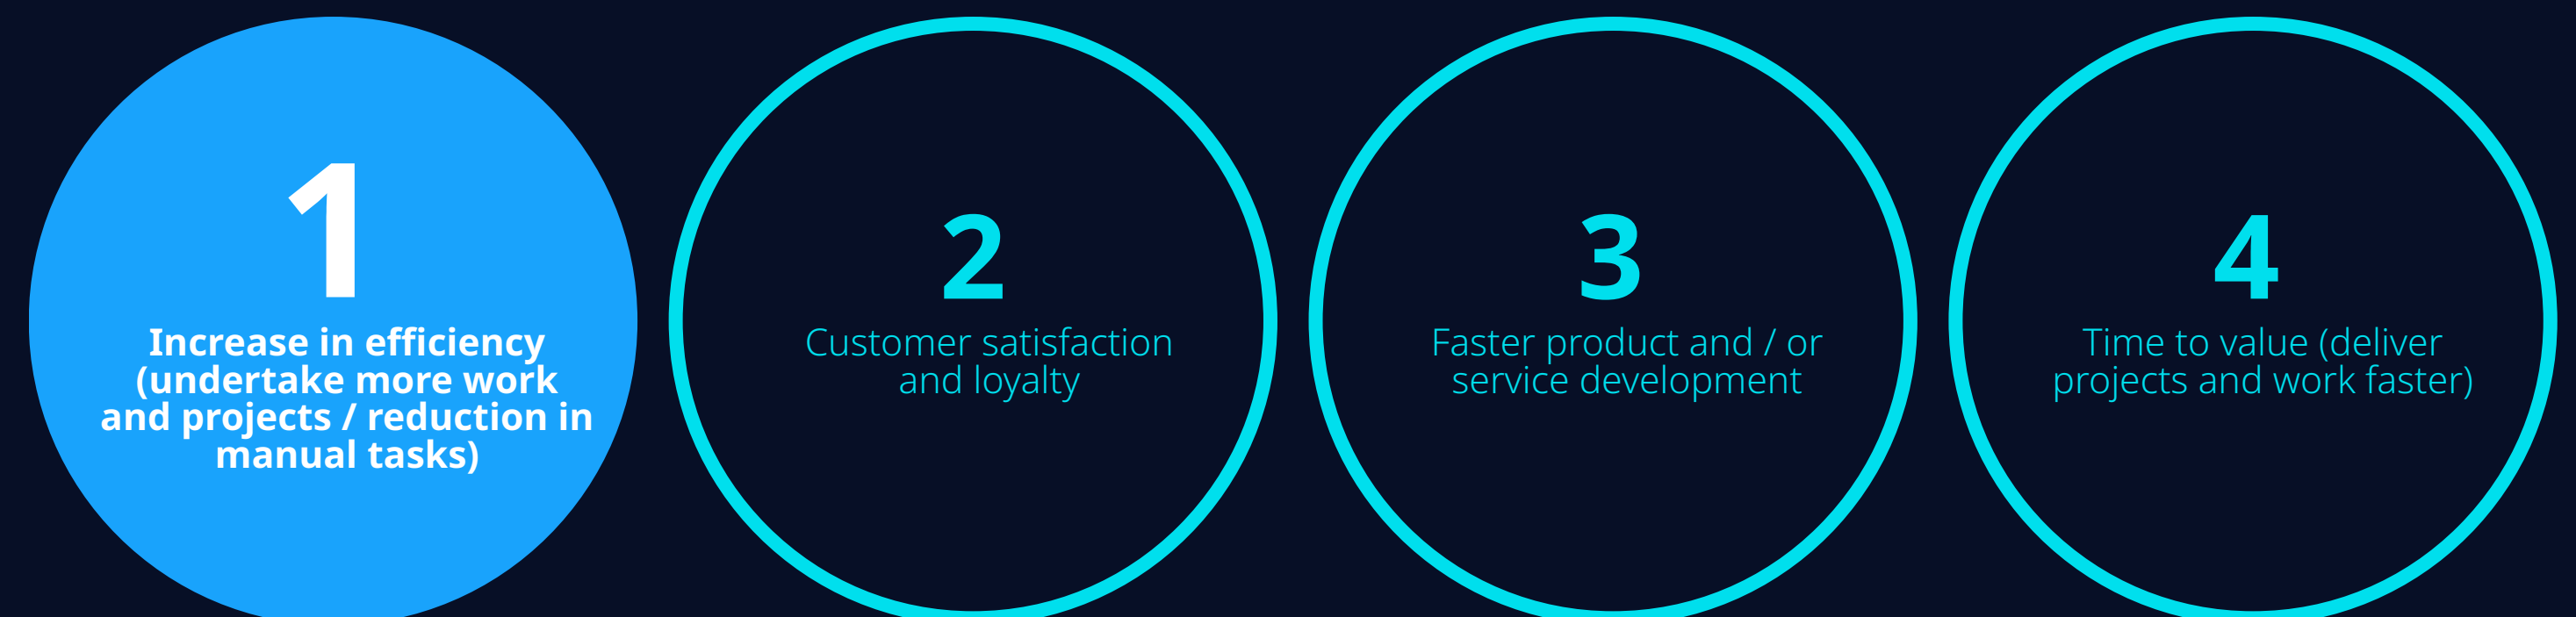 1
Increase in efficiency
(undertake more work
and projects / reduction in
manual tasks)
2
Customer satisfaction
and loyalty
3
Faster product and / or
service development
4
Time to value (deliver
projects and work faster)